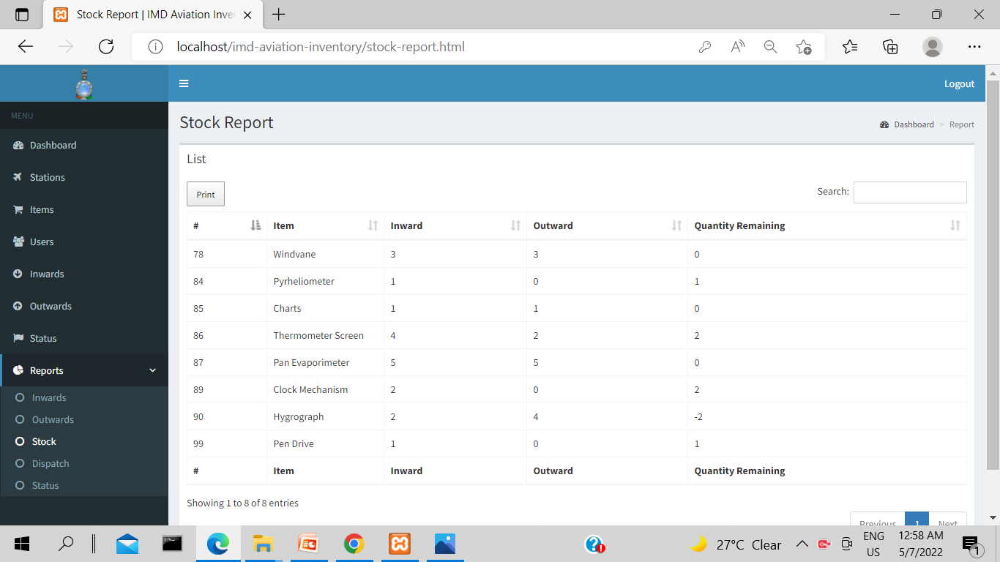 Stock Report | IMD Aviation Inve
localhost/imd-aviation-inventory/stock-report.html
Logout
MENU
Dashboard
Stations
Items
Users
Inwards
Outwards
Status
Reports
Inwards
Outwards
Stock
Dispatch
Status
Stock Report
Dashboard > Report
List
Print
Search:
# Item Inward Outward Quantity Remaining
78 Windvane 3 3 0
84 Pyrheliometer 1 0 1
85 Charts 1 1 0
86 Thermometer Screen 4 2 2
87 Pan Evaporimeter 5 5 0
89 Clock Mechanism 2 0 2
90 Hygrograph 2 4 -2
99 Pen Drive 1 0 1
# Item Inward Outward Quantity Remaining
Showing 1 to 8 of 8 entries
Previous 1 Next
27°C Clear
ENG
US
12:58 AM
5/7/2022
1